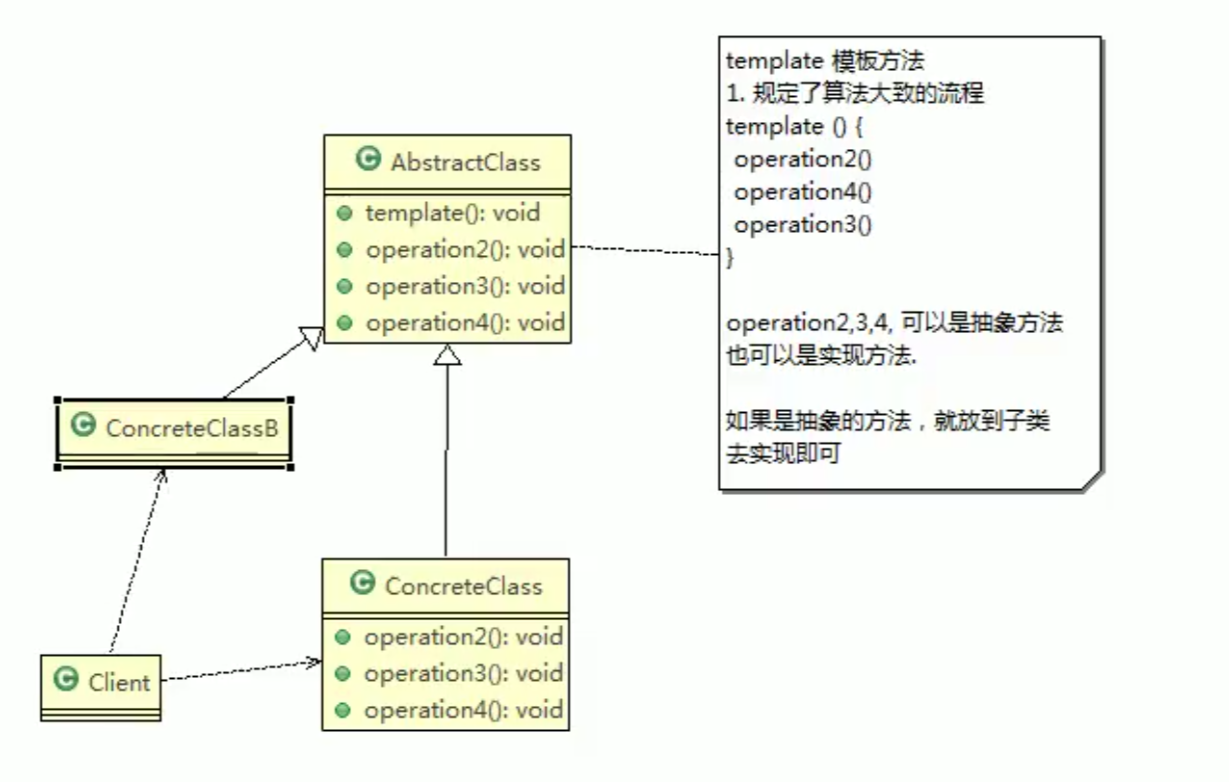 template 模板方法
1. 规定了算法大致的流程
template () {
operation2()
operation4()
operation3()
}
operation2,3,4, 可以是抽象方法
也可以是实现方法.
如果是抽象的方法，就放到子类
去实现即可
C AbstractClass
template(): void
operation2(): void
operation3(): void
operation4(): void
C ConcreteClassB
C ConcreteClass
operation2(): void
operation3(): void
operation4(): void
C Client